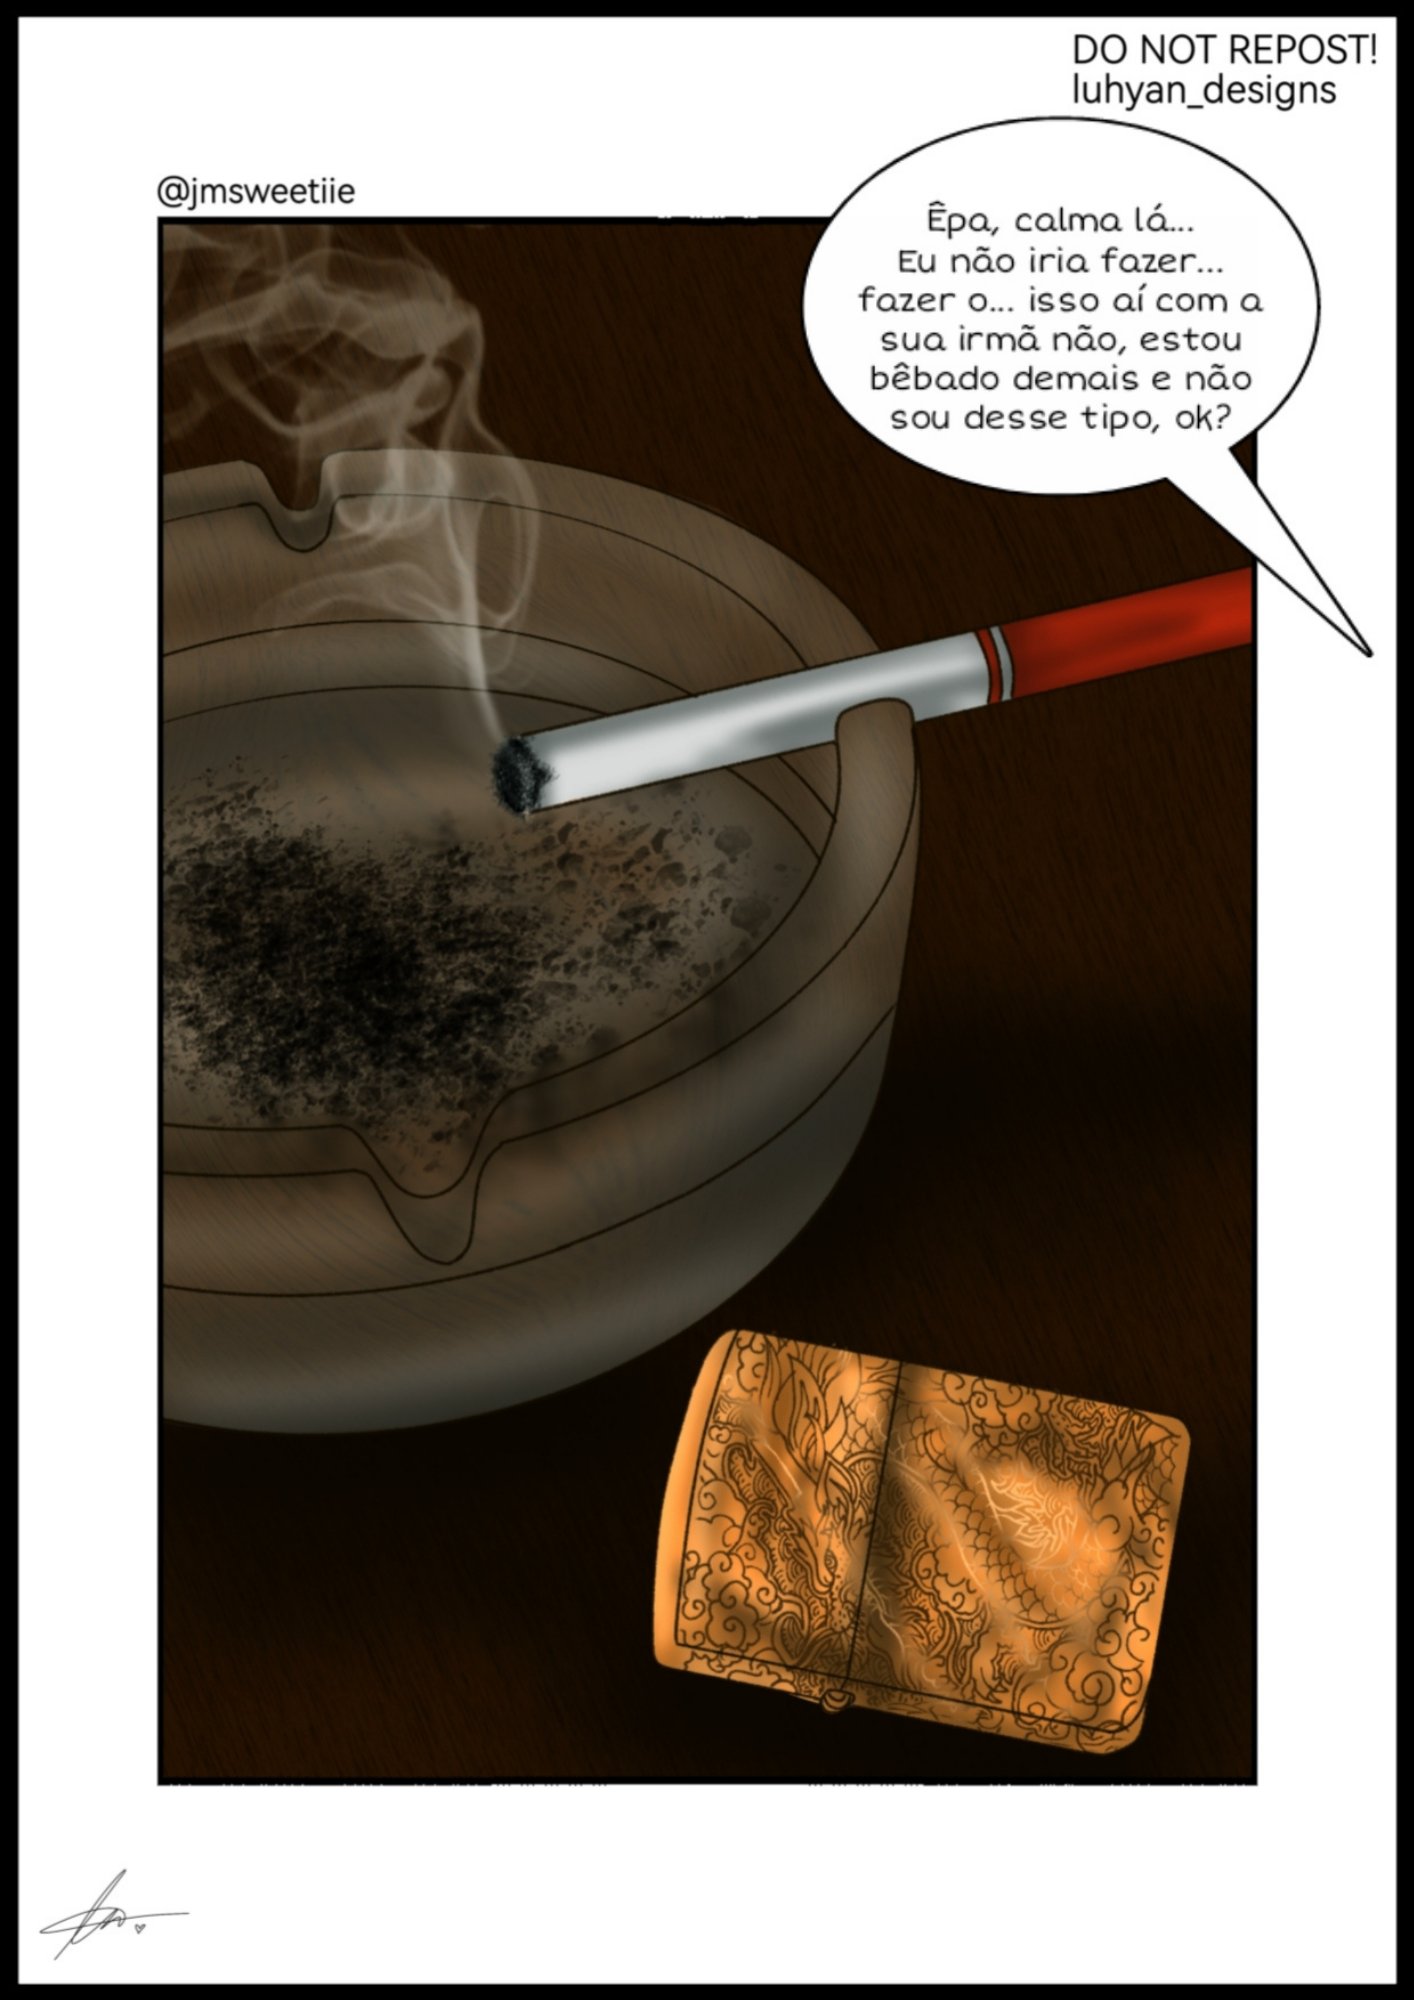 DO NOT REPOST!
luhyan_designs
@jmsweetiie
Êpa, calma lá...
Eu não iria fazer...
fazer o... isso aí com a
sua irmã não, estou
bêbado demais e não
sou desse tipo, ok?